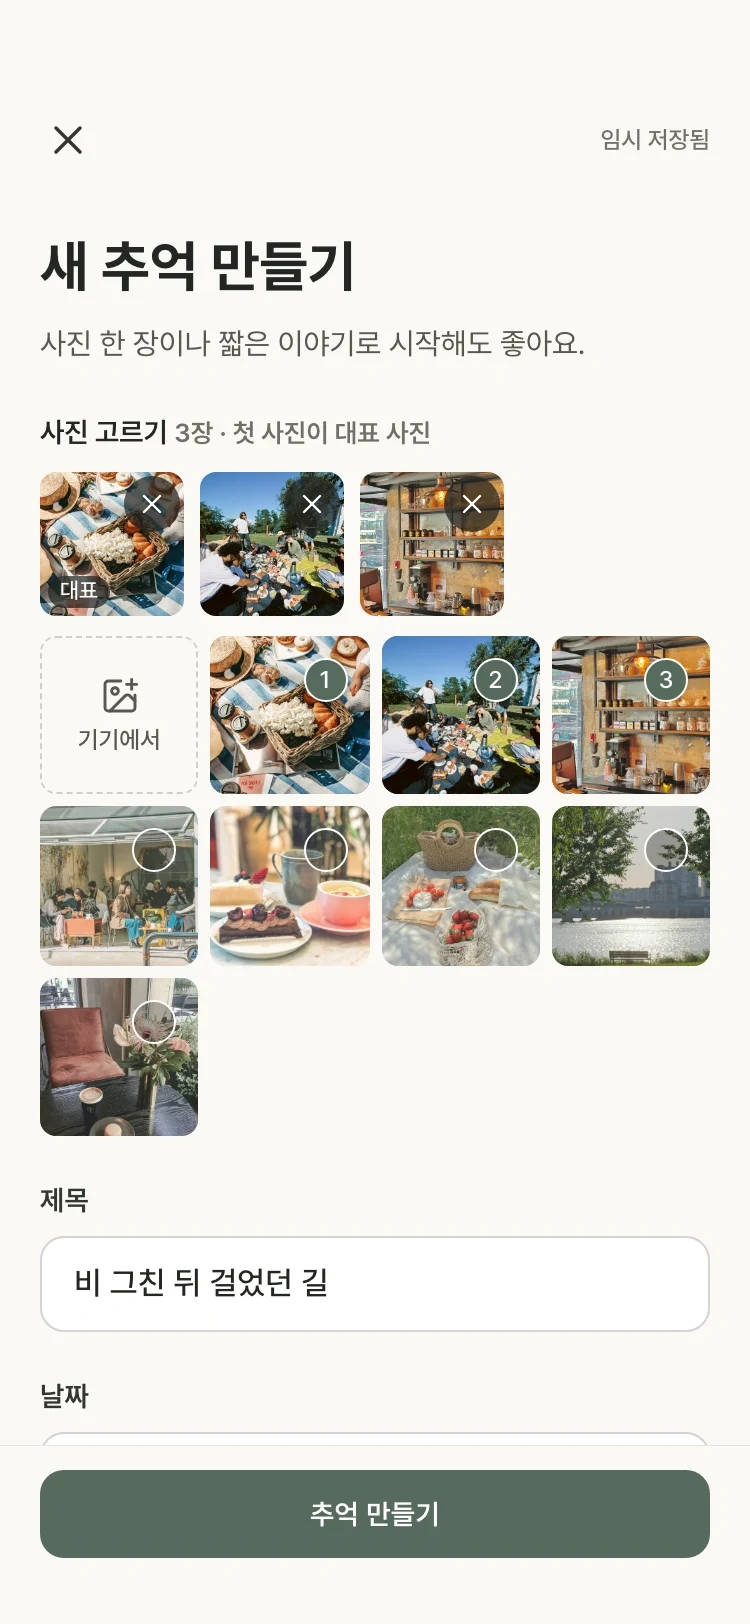 임시 저장됨
새 추억 만들기
사진 한 장이나 짧은 이야기로 시작해도 좋아요.
사진 고르기 3장 · 첫 사진이 대표 사진
대표
기기에서
1
2
3
제목
비 그친 뒤 걸었던 길
날짜
추억 만들기